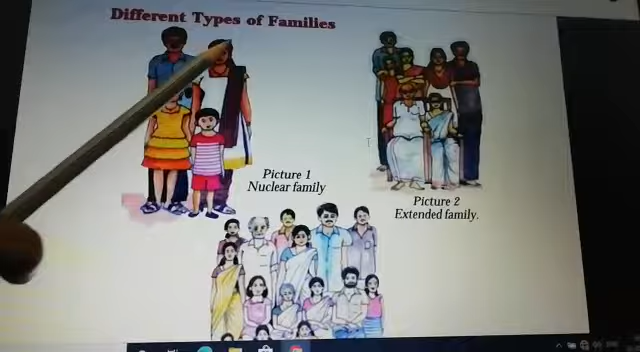 Different Types of Families
Picture 1
Nuclear family
Picture 2
Extended family.